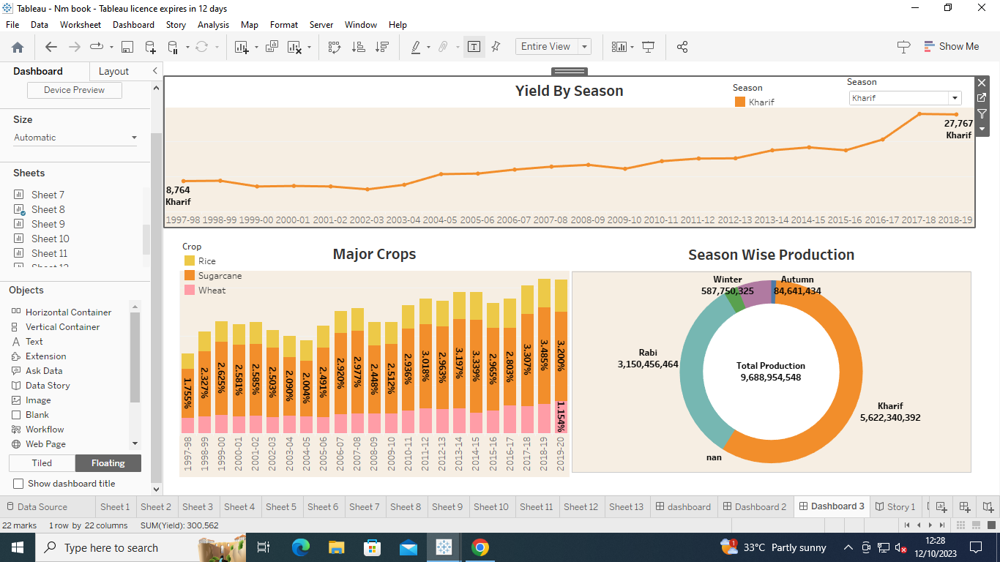 Tableau - Nm book - Tableau licence expires in 12 days
File Data Worksheet Dashboard Story Analysis Map Format Server Window Help
Entire View
Show Me
Dashboard Layout
Device Preview
Size
Automatic
Sheets
Sheet 7
Sheet 8
Sheet 9
Sheet 10
Sheet 11
Sheet 12
Objects
Horizontal Container
Vertical Container
Text
Extension
Ask Data
Data Story
Image
Blank
Workflow
Web Page
Tiled Floating
Show dashboard title
Yield By Season
Season
Kharif
Season
Kharif
8,764
Kharif
27,767
Kharif
1997-98 1998-99 1999-00 2000-01 2001-02 2002-03 2003-04 2004-05 2005-06 2006-07 2007-08 2008-09 2009-10 2010-11 2011-12 2012-13 2013-14 2014-15 2015-16 2016-17 2017-18 2018-19
Crop
Rice
Sugarcane
Wheat
Major Crops
1.755% 2.327% 2.625% 2.581% 2.585% 2.503% 2.090% 2.004% 2.491% 2.920% 2.977% 2.448% 2.512% 2.936% 3.018% 2.963% 3.197% 3.339% 2.965% 2.803% 3.307% 3.485% 3.200%
1.154%
1997-98 1998-99 1999-00 2000-01 2001-02 2002-03 2003-04 2004-05 2005-06 2006-07 2007-08 2008-09 2009-10 2010-11 2011-12 2012-13 2013-14 2014-15 2015-16 2016-17 2017-18 2018-19 2019-20
Season Wise Production
Winter
587,750,325
Autumn
84,641,434
Rabi
3,150,456,464
Total Production
9,688,954,548
Kharif
5,622,340,392
nan
Data Source Sheet 1 Sheet 2 Sheet 3 Sheet 4 Sheet 5 Sheet 6 Sheet 7 Sheet 8 Sheet 9 Sheet 10 Sheet 11 Sheet 12 Sheet 13 dashboard Dashboard 2 Dashboard 3 Story 1
22 marks 1 row by 22 columns SUM(Yield): 300,562
Type here to search
1
33°C Partly sunny
12:28
12/10/2023